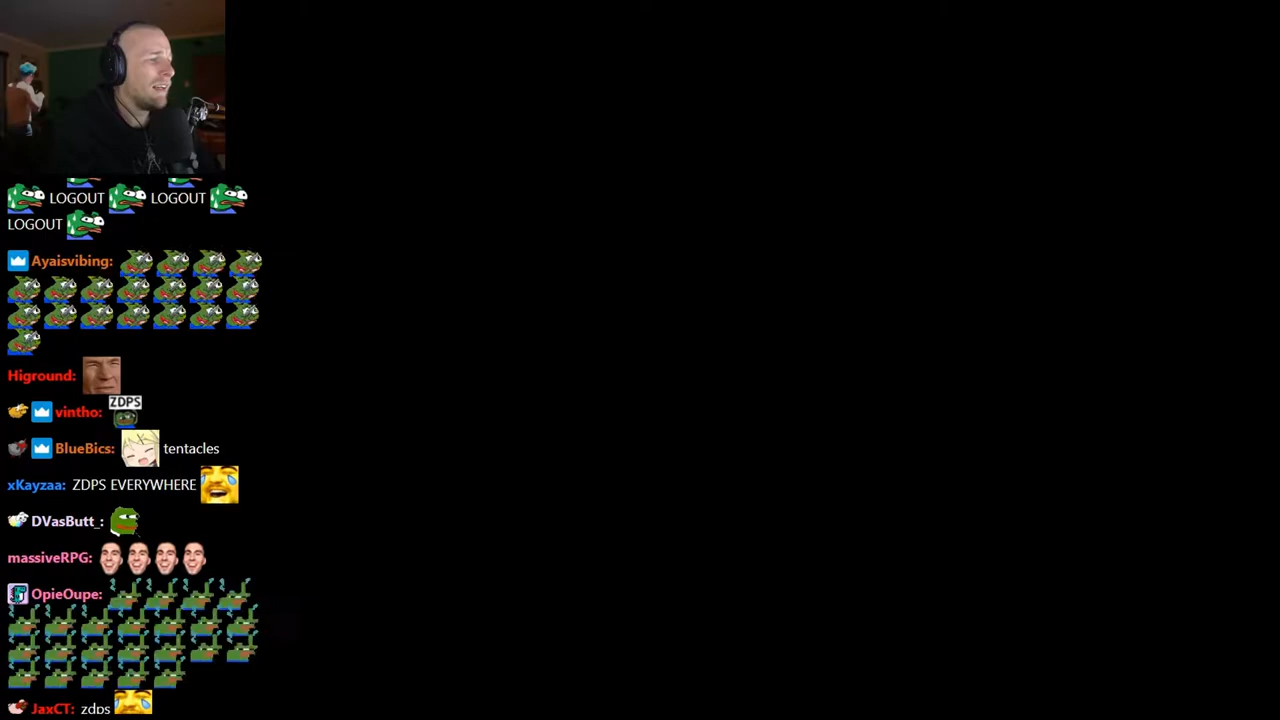 LOGOUT LOGOUT
LOGOUT
Ayaisvibing:
Higround:
vintho: ZDPS
BlueBics: tentacles
xKayzaa: ZDPS EVERYWHERE
DVasButt_:
massiveRPG:
OpieOupe:
JaxCT: zdps